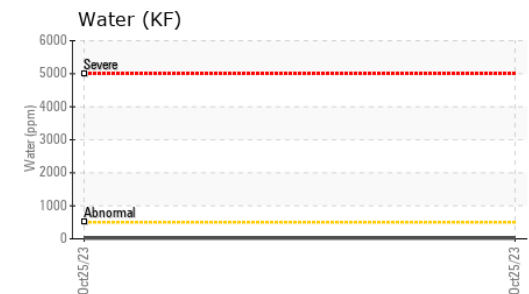 Water (KF)
6000
Severe
5000
4000
Water (ppm)
3000
2000
1000
Abnormal
0
Oct25/23
Oct25/23